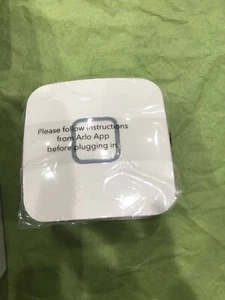 Please follow instructions
from Arlo App
before plugging in